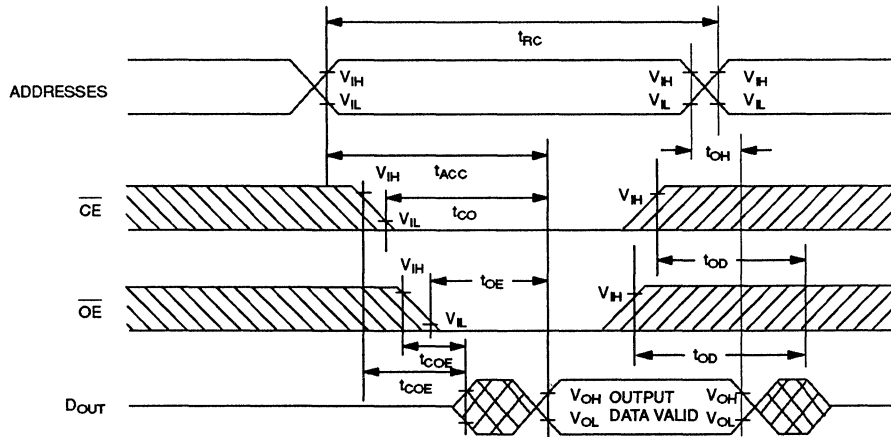 tRC
ADDRESSES
VIH
VIL
VIH
VIL
VIH
VIL
tOH
tACC
CE
VIH
VIL
tCO
VIH
tOD
OE
VIH
VIL
tOE
VIH
tOD
tCOE
tCOE
DOUT
VOH OUTPUT VOH
VOL DATA VALID VOL